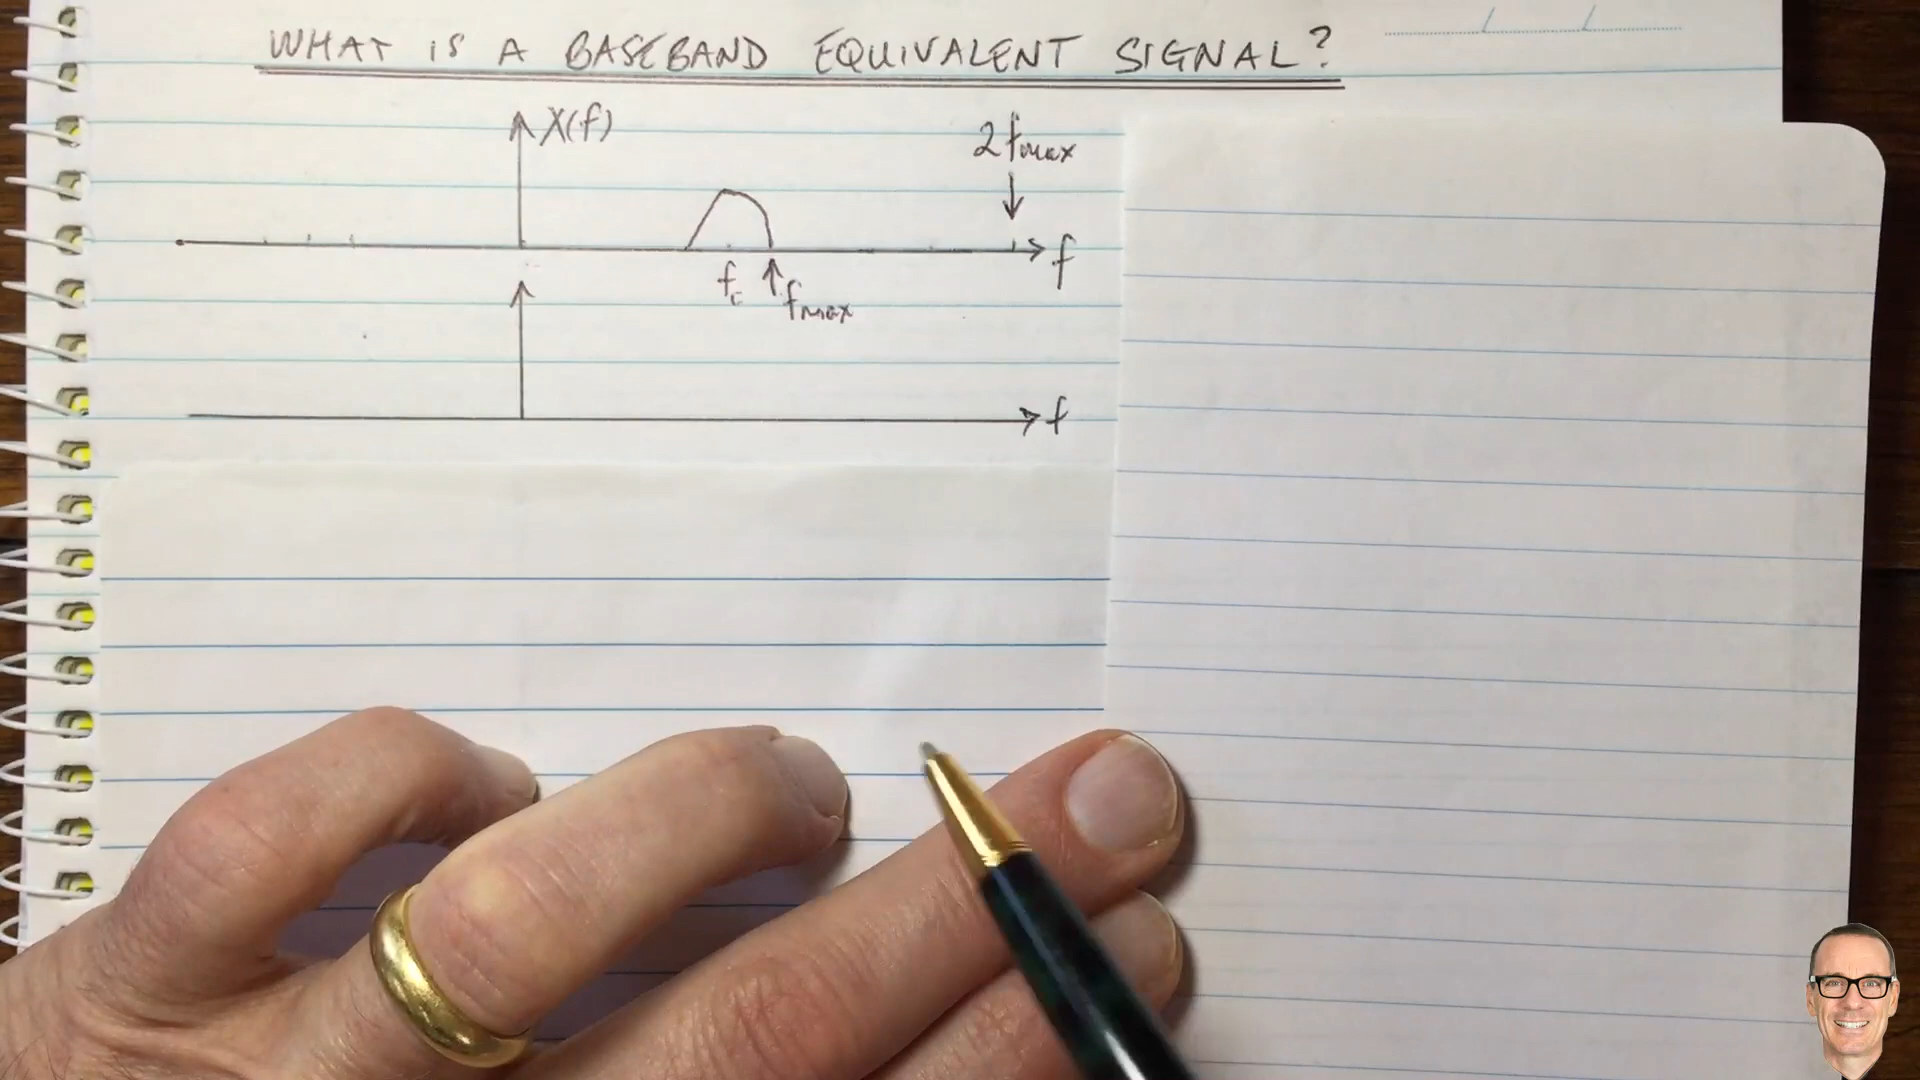 WHAT IS A BASEBAND EQUIVALENT SIGNAL?
X(f)
2fmax
f
fc
fmax
f